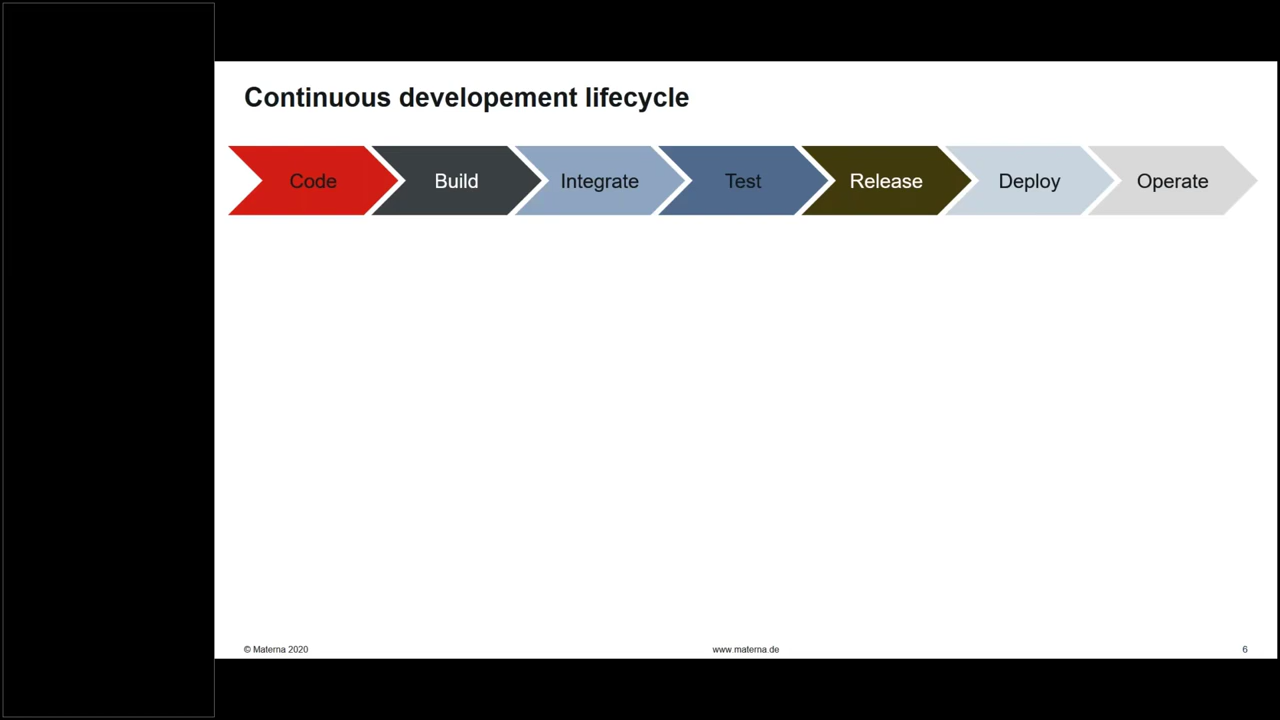 Continuous developement lifecycle
Code Build Integrate Test Release Deploy Operate
© Materna 2020 www.materna.de 6